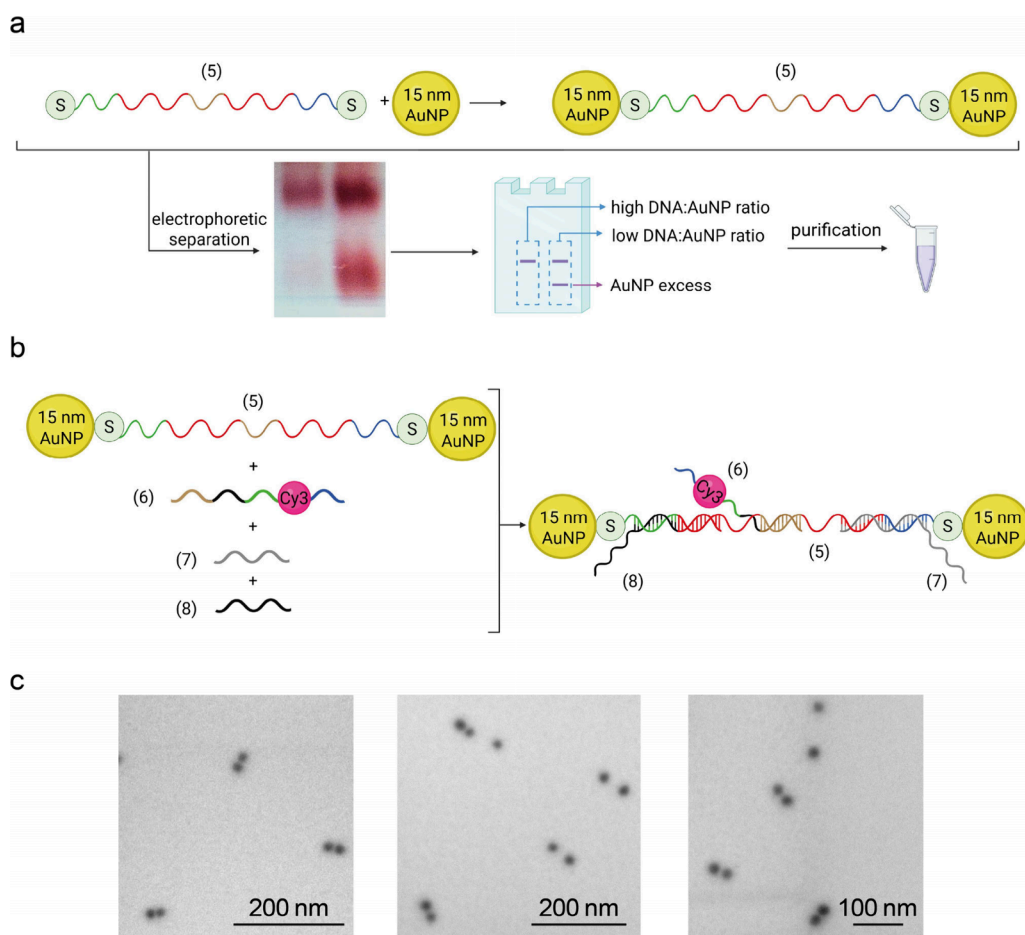 a
(5)
S
S
+
15 nm
AuNP
15 nm
AuNP
S
(5)
S
15 nm
AuNP
electrophoretic
separation
high DNA:AuNP ratio
low DNA:AuNP ratio
AuNP excess
purification
b
15 nm
AuNP
S
(5)
S
15 nm
AuNP
+
(6)
Cy3
+
(7)
+
(8)
15 nm
AuNP
S
Cy3
(6)
(5)
S
15 nm
AuNP
(8)
(7)
c
200 nm
200 nm
100 nm